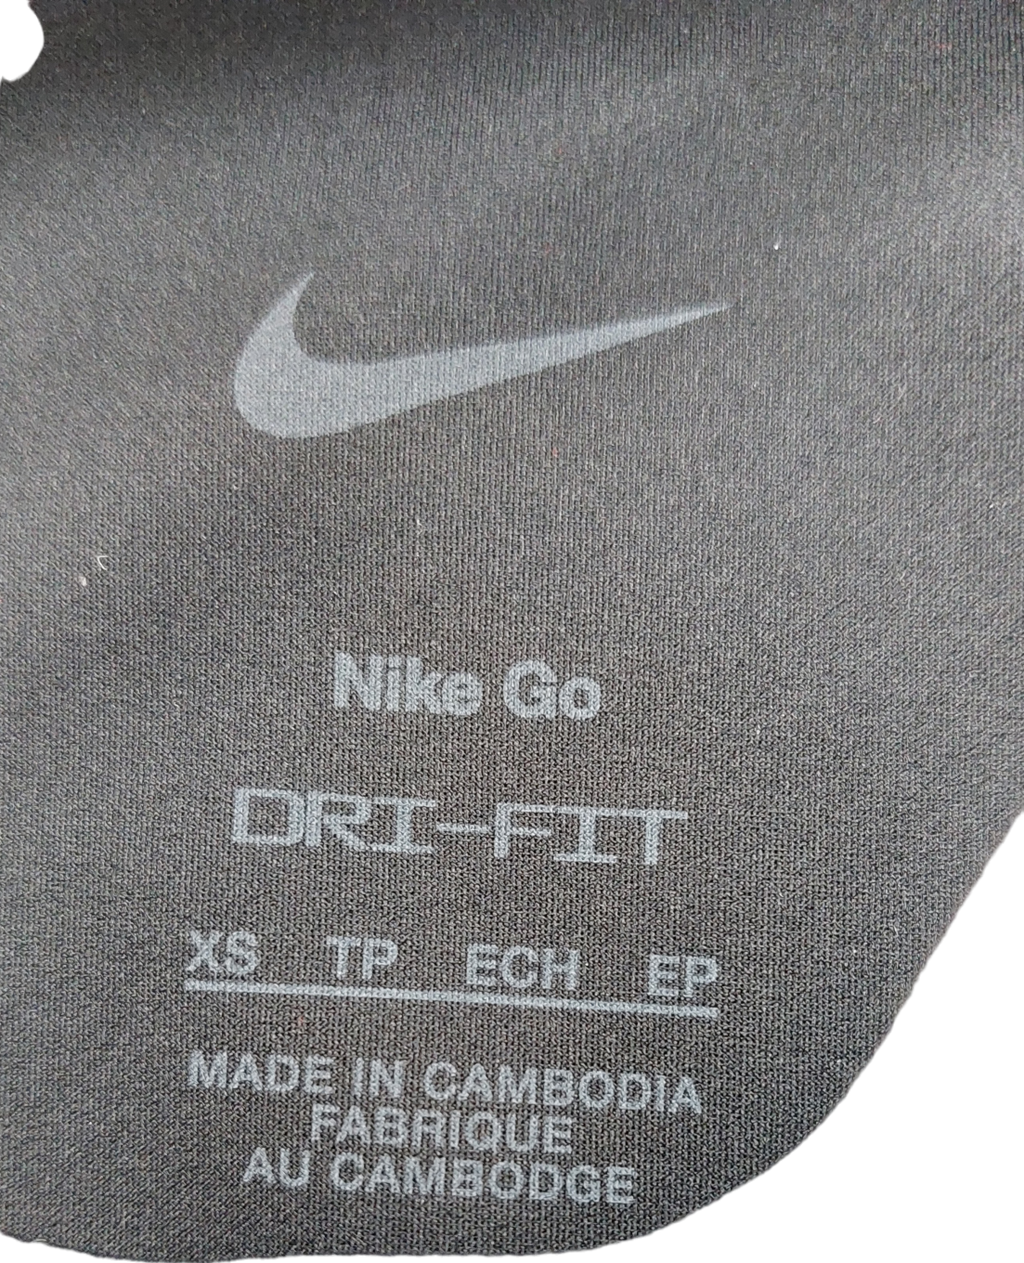 Nike Go
DRI-FIT
XS TP ECH EP
MADE IN CAMBODIA
FABRIQUE
AU CAMBODGE